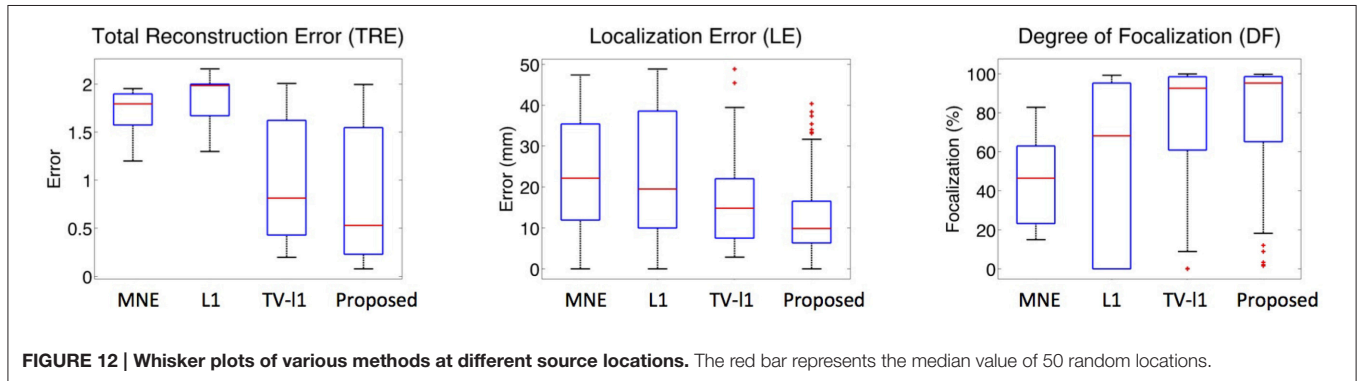 Total Reconstruction Error (TRE)
Error
2
1.5
1
0.5
0
MNE L1 TV-l1 Proposed
Localization Error (LE)
Error (mm)
50
40
30
20
10
0
MNE L1 TV-l1 Proposed
Degree of Focalization (DF)
Focalization (%)
100
80
60
40
20
0
MNE L1 TV-l1 Proposed
FIGURE 12 | Whisker plots of various methods at different source locations. The red bar represents the median value of 50 random locations.